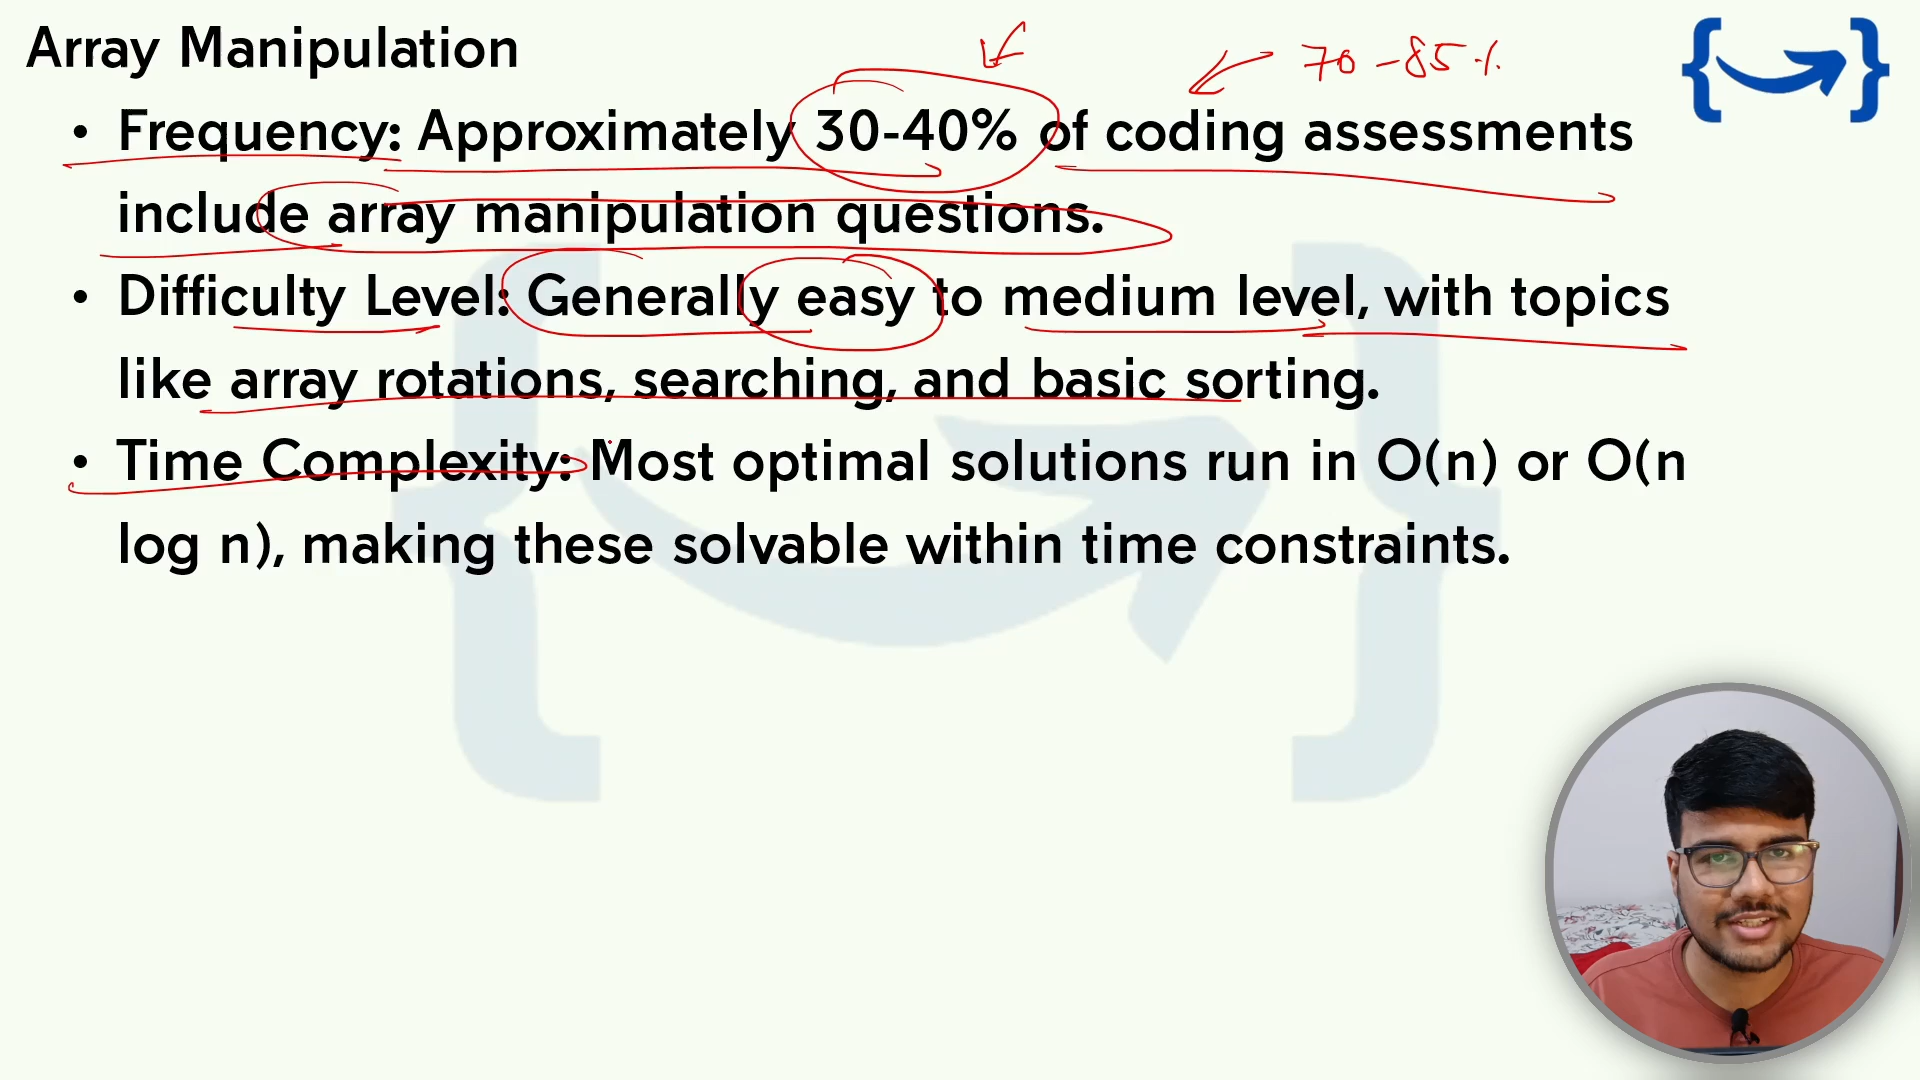 Array Manipulation
70-85%
• Frequency: Approximately 30-40% of coding assessments
include array manipulation questions.
• Difficulty Level: Generally easy to medium level, with topics
like array rotations, searching, and basic sorting.
• Time Complexity: Most optimal solutions run in O(n) or O(n
log n), making these solvable within time constraints.